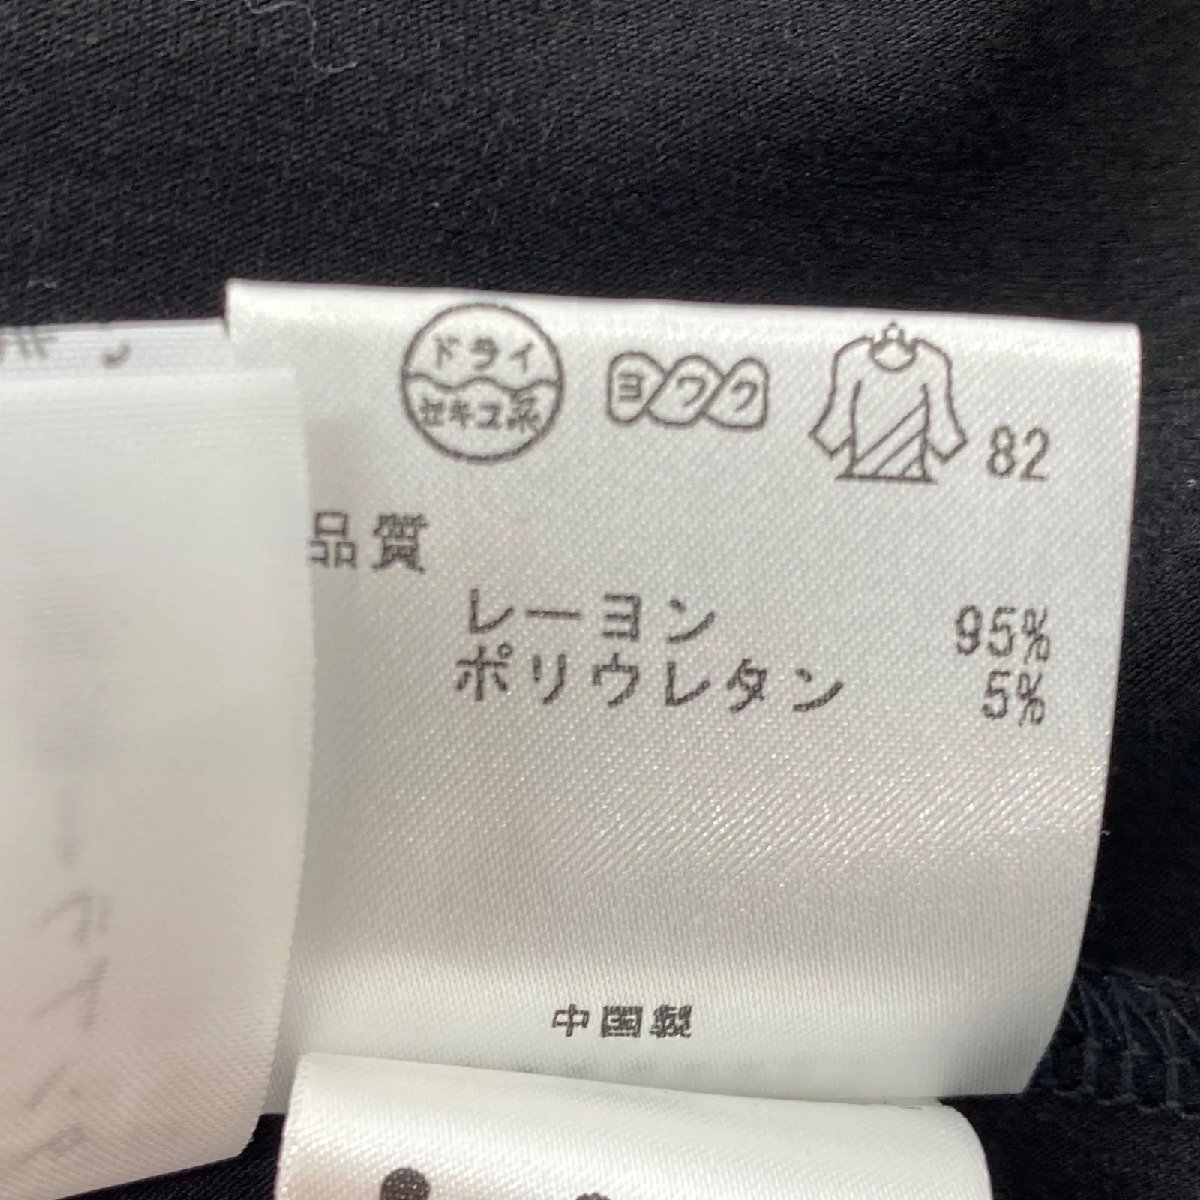 ドライ
セキユ系
ヨワク
82
品質
レーヨン 95%
ポリウレタン 5%
中国製